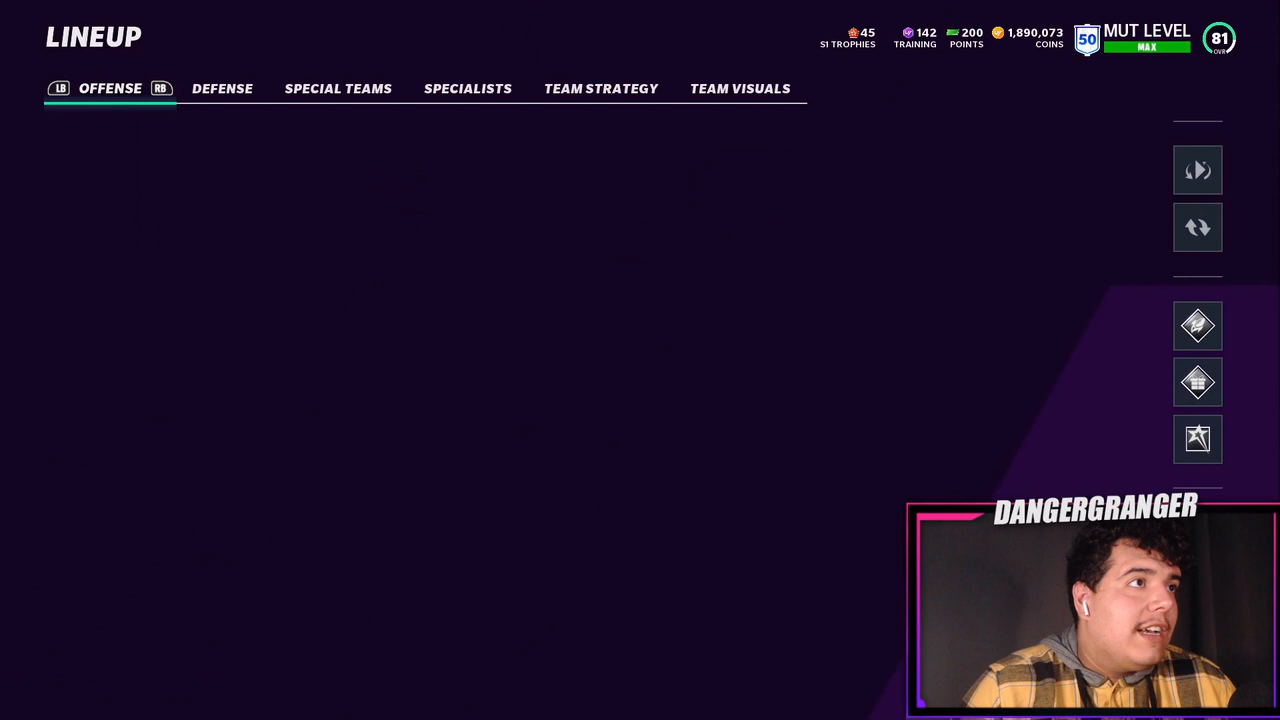 LINEUP
45
S1 TROPHIES
142
TRAINING
200
POINTS
1,890,073
COINS
50
MUT LEVEL
MAX
81
OVR
LB OFFENSE RB DEFENSE SPECIAL TEAMS SPECIALISTS TEAM STRATEGY TEAM VISUALS
DANGERGRANGER